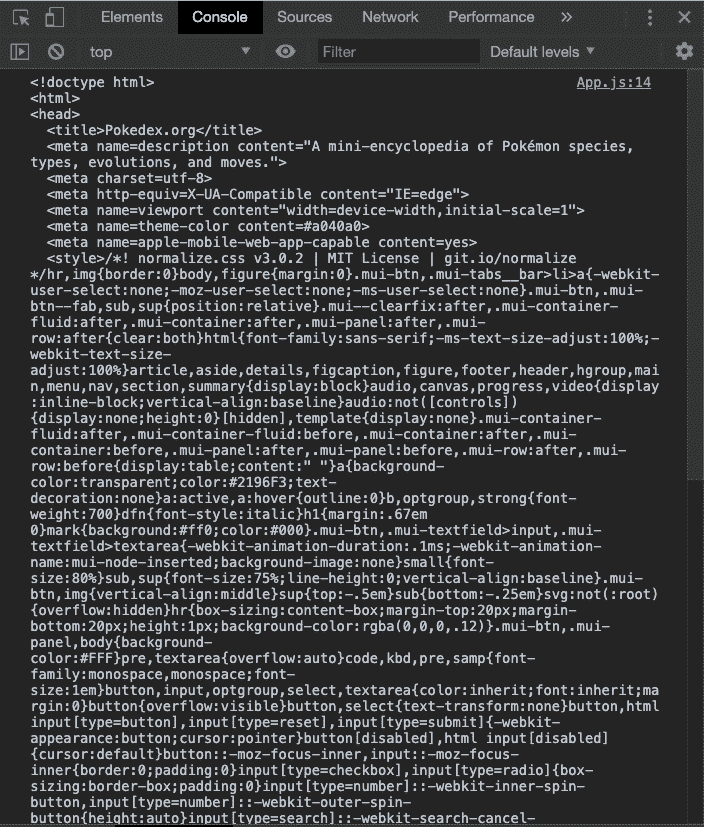 Elements Console Sources Network Performance »
top Filter Default levels
<!doctype html> App.js:14
<html>
<head>
<title>Pokedex.org</title>
<meta name=description content="A mini-encyclopedia of Pokémon species,
types, evolutions, and moves.">
<meta charset=utf-8>
<meta http-equiv=X-UA-Compatible content="IE=edge">
<meta name=viewport content="width=device-width,initial-scale=1">
<meta name=theme-color content=#a040a0>
<meta name=apple-mobile-web-app-capable content=yes>
<style>/*! normalize.css v3.0.2 | MIT License | git.io/normalize
*/hr,img{border:0}body,figure{margin:0}.mui-btn,.mui-tabs__bar>li>a{-webkit-
user-select:none;-moz-user-select:none;-ms-user-select:none}.mui-btn,.mui-
btn--fab,sub,sup{position:relative}.mui--clearfix:after,.mui-container-
fluid:after,.mui-container:after,.mui-panel:after,.mui-
row:after{clear:both}html{font-family:sans-serif;-ms-text-size-adjust:100%;-
webkit-text-size-
adjust:100%}article,aside,details,figcaption,figure,footer,header,hgroup,mai
n,menu,nav,section,summary{display:block}audio,canvas,progress,video{display
:inline-block;vertical-align:baseline}audio:not([controls])
{display:none;height:0}[hidden],template{display:none}.mui-container-
fluid:after,.mui-container-fluid:before,.mui-container:after,.mui-
container:before,.mui-panel:after,.mui-panel:before,.mui-row:after,.mui-
row:before{display:table;content:" "}a{background-
color:transparent;color:#2196F3;text-
decoration:none}a:active,a:hover{outline:0}b,optgroup,strong{font-
weight:700}dfn{font-style:italic}h1{margin:.67em
0}mark{background:#ff0;color:#000}.mui-btn,.mui-textfield>input,.mui-
textfield>textarea{-webkit-animation-duration:.1ms;-webkit-animation-
name:mui-node-inserted;background-image:none}small{font-
size:80%}sub,sup{font-size:75%;line-height:0;vertical-align:baseline}.mui-
btn,img{vertical-align:middle}sup{top:-.5em}sub{bottom:-.25em}svg:not(:root)
{overflow:hidden}hr{box-sizing:content-box;margin-top:20px;margin-
bottom:20px;height:1px;background-color:rgba(0,0,0,.12)}.mui-btn,.mui-
panel,body{background-
color:#FFF}pre,textarea{overflow:auto}code,kbd,pre,samp{font-
family:monospace,monospace;font-
size:1em}button,input,optgroup,select,textarea{color:inherit;font:inherit;ma
rgin:0}button{overflow:visible}button,select{text-transform:none}button,html
input[type=button],input[type=reset],input[type=submit]{-webkit-
appearance:button;cursor:pointer}button[disabled],html input[disabled]
{cursor:default}button::-moz-focus-inner,input::-moz-focus-
inner{border:0;padding:0}input[type=checkbox],input[type=radio]{box-
sizing:border-box;padding:0}input[type=number]::-webkit-inner-spin-
button,input[type=number]::-webkit-outer-spin-
button{height:auto}input[type=search]::-webkit-search-cancel-